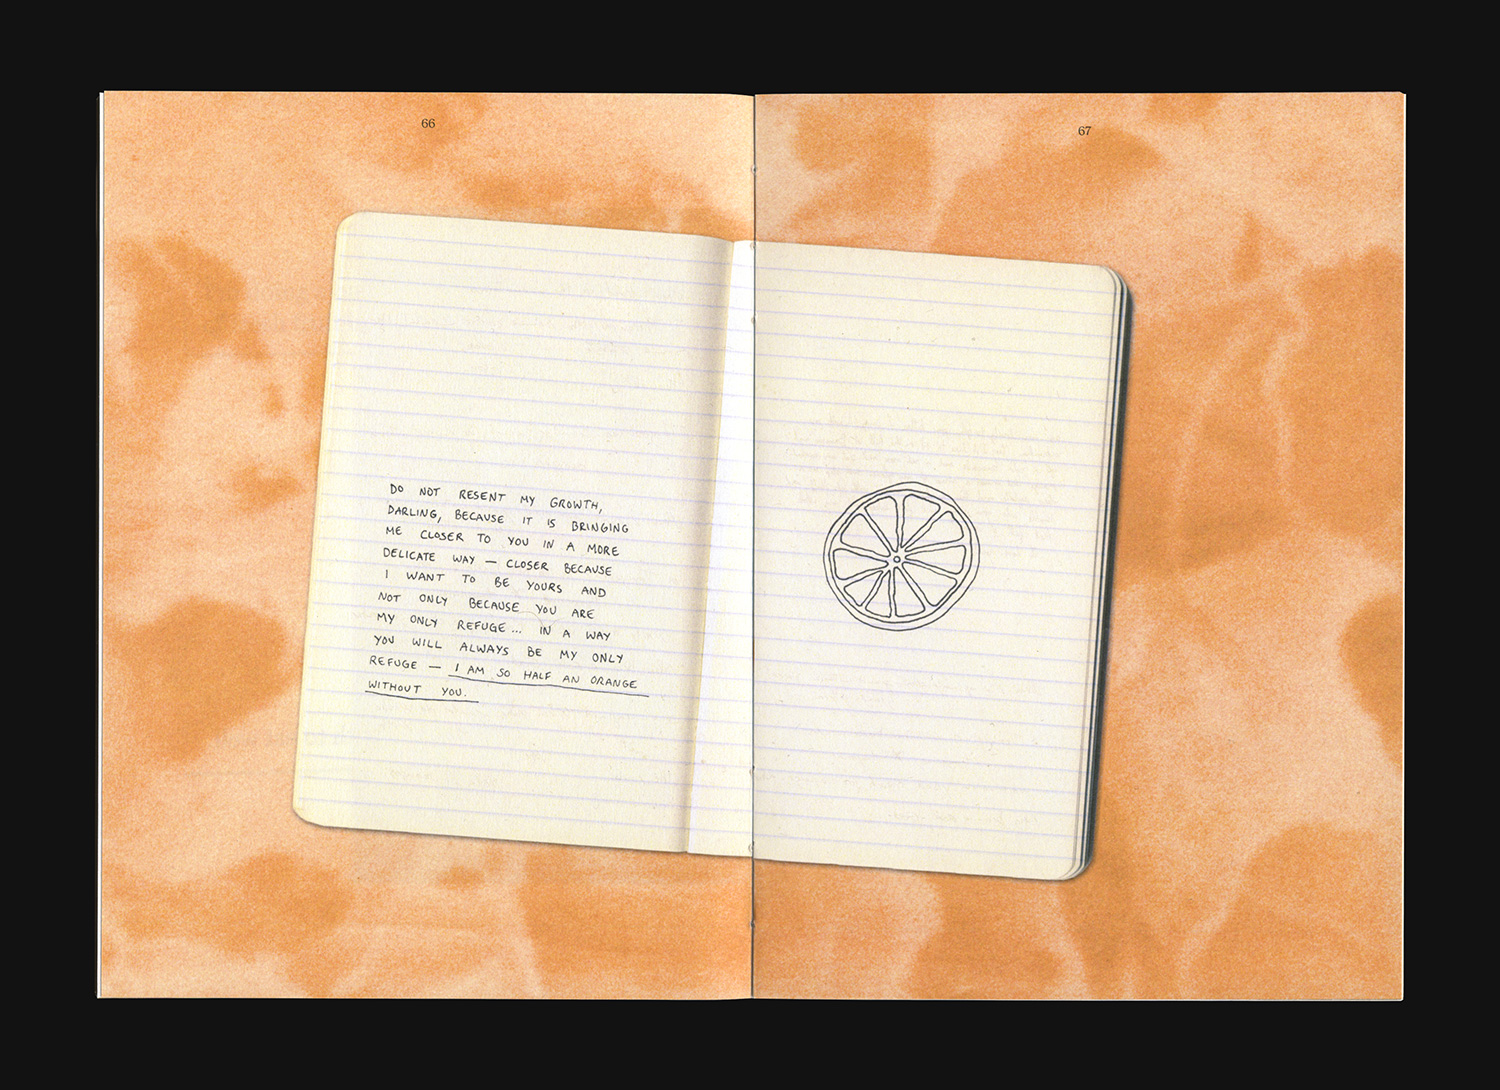 66
67
DO NOT RESENT MY GROWTH,
DARLING, BECAUSE IT IS BRINGING
ME CLOSER TO YOU IN A MORE
DELICATE WAY — CLOSER BECAUSE
I WANT TO BE YOURS AND
NOT ONLY BECAUSE YOU ARE
MY ONLY REFUGE... IN A WAY
YOU WILL ALWAYS BE MY ONLY
REFUGE — I AM SO HALF AN ORANGE
WITHOUT YOU.